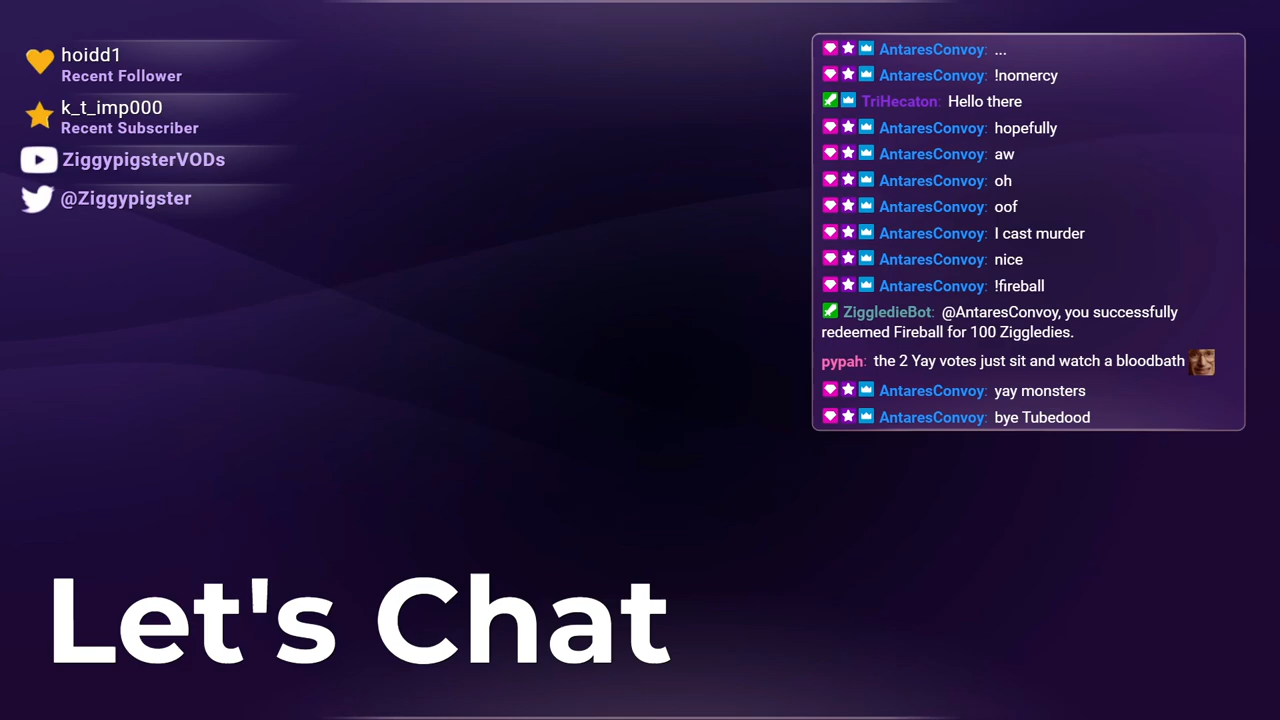 hoidd1
Recent Follower
k_t_imp000
Recent Subscriber
ZiggypigsterVODs
@Ziggypigster
AntaresConvoy: ...
AntaresConvoy: !nomercy
TriHecaton: Hello there
AntaresConvoy: hopefully
AntaresConvoy: aw
AntaresConvoy: oh
AntaresConvoy: oof
AntaresConvoy: I cast murder
AntaresConvoy: nice
AntaresConvoy: !fireball
ZiggledieBot: @AntaresConvoy, you successfully
redeemed Fireball for 100 Ziggledies.
pypah: the 2 Yay votes just sit and watch a bloodbath
AntaresConvoy: yay monsters
AntaresConvoy: bye Tubedood
Let's Chat